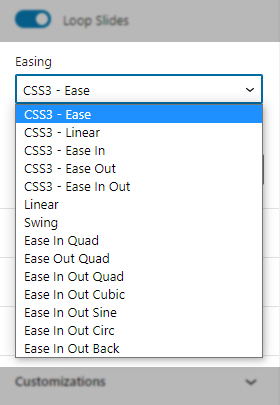 Loop Slides
Easing
CSS3 - Ease
CSS3 - Ease
CSS3 - Linear
CSS3 - Ease In
CSS3 - Ease Out
CSS3 - Ease In Out
Linear
Swing
Ease In Quad
Ease Out Quad
Ease In Out Quad
Ease In Out Cubic
Ease In Out Sine
Ease In Out Circ
Ease In Out Back
Customizations